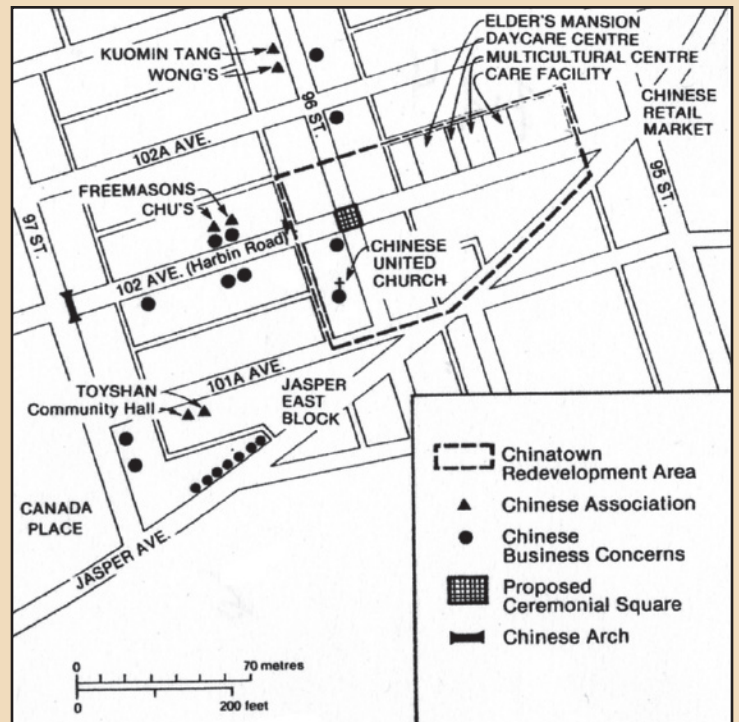 KUOMIN TANG
WONG'S
96 ST.
ELDER'S MANSION
DAYCARE CENTRE
MULTICULTURAL CENTRE
CARE FACILITY
CHINESE
RETAIL
MARKET
102A AVE.
95 ST.
FREEMASONS
CHU'S
97 ST.
102 AVE. (Harbin Road)
CHINESE
UNITED
CHURCH
101A AVE.
TOYSHAN
Community Hall
JASPER
EAST
BLOCK
CANADA
PLACE
JASPER AVE.
Chinatown
Redevelopment Area
Chinese Association
Chinese
Business Concerns
Proposed
Ceremonial Square
Chinese Arch
0 70 metres
0 200 feet